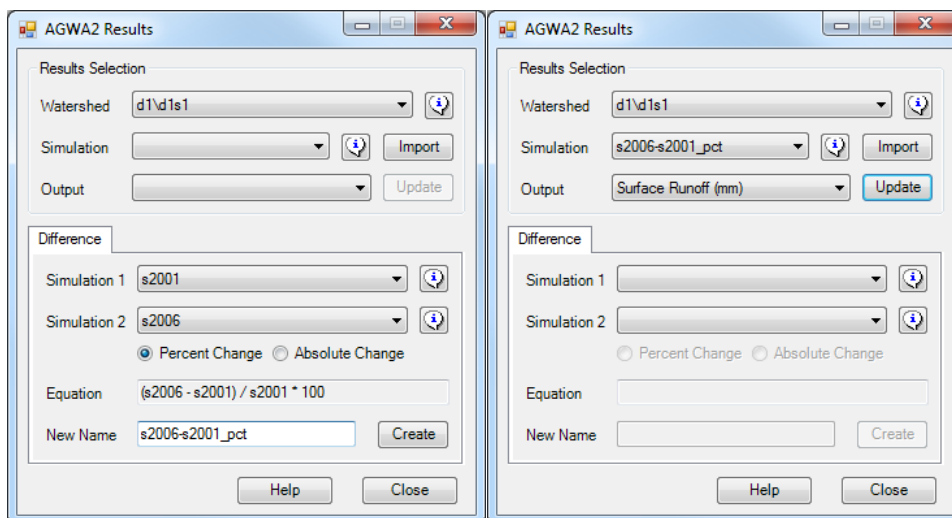 AGWA2 Results
Results Selection
Watershed d1\d1s1
Simulation Import
Output Update
Difference
Simulation 1 s2001
Simulation 2 s2006
Percent Change Absolute Change
Equation (s2006 - s2001) / s2001 * 100
New Name s2006-s2001_pct Create
Help Close
AGWA2 Results
Results Selection
Watershed d1\d1s1
Simulation s2006-s2001_pct Import
Output Surface Runoff (mm) Update
Difference
Simulation 1
Simulation 2
Percent Change Absolute Change
Equation
New Name Create
Help Close